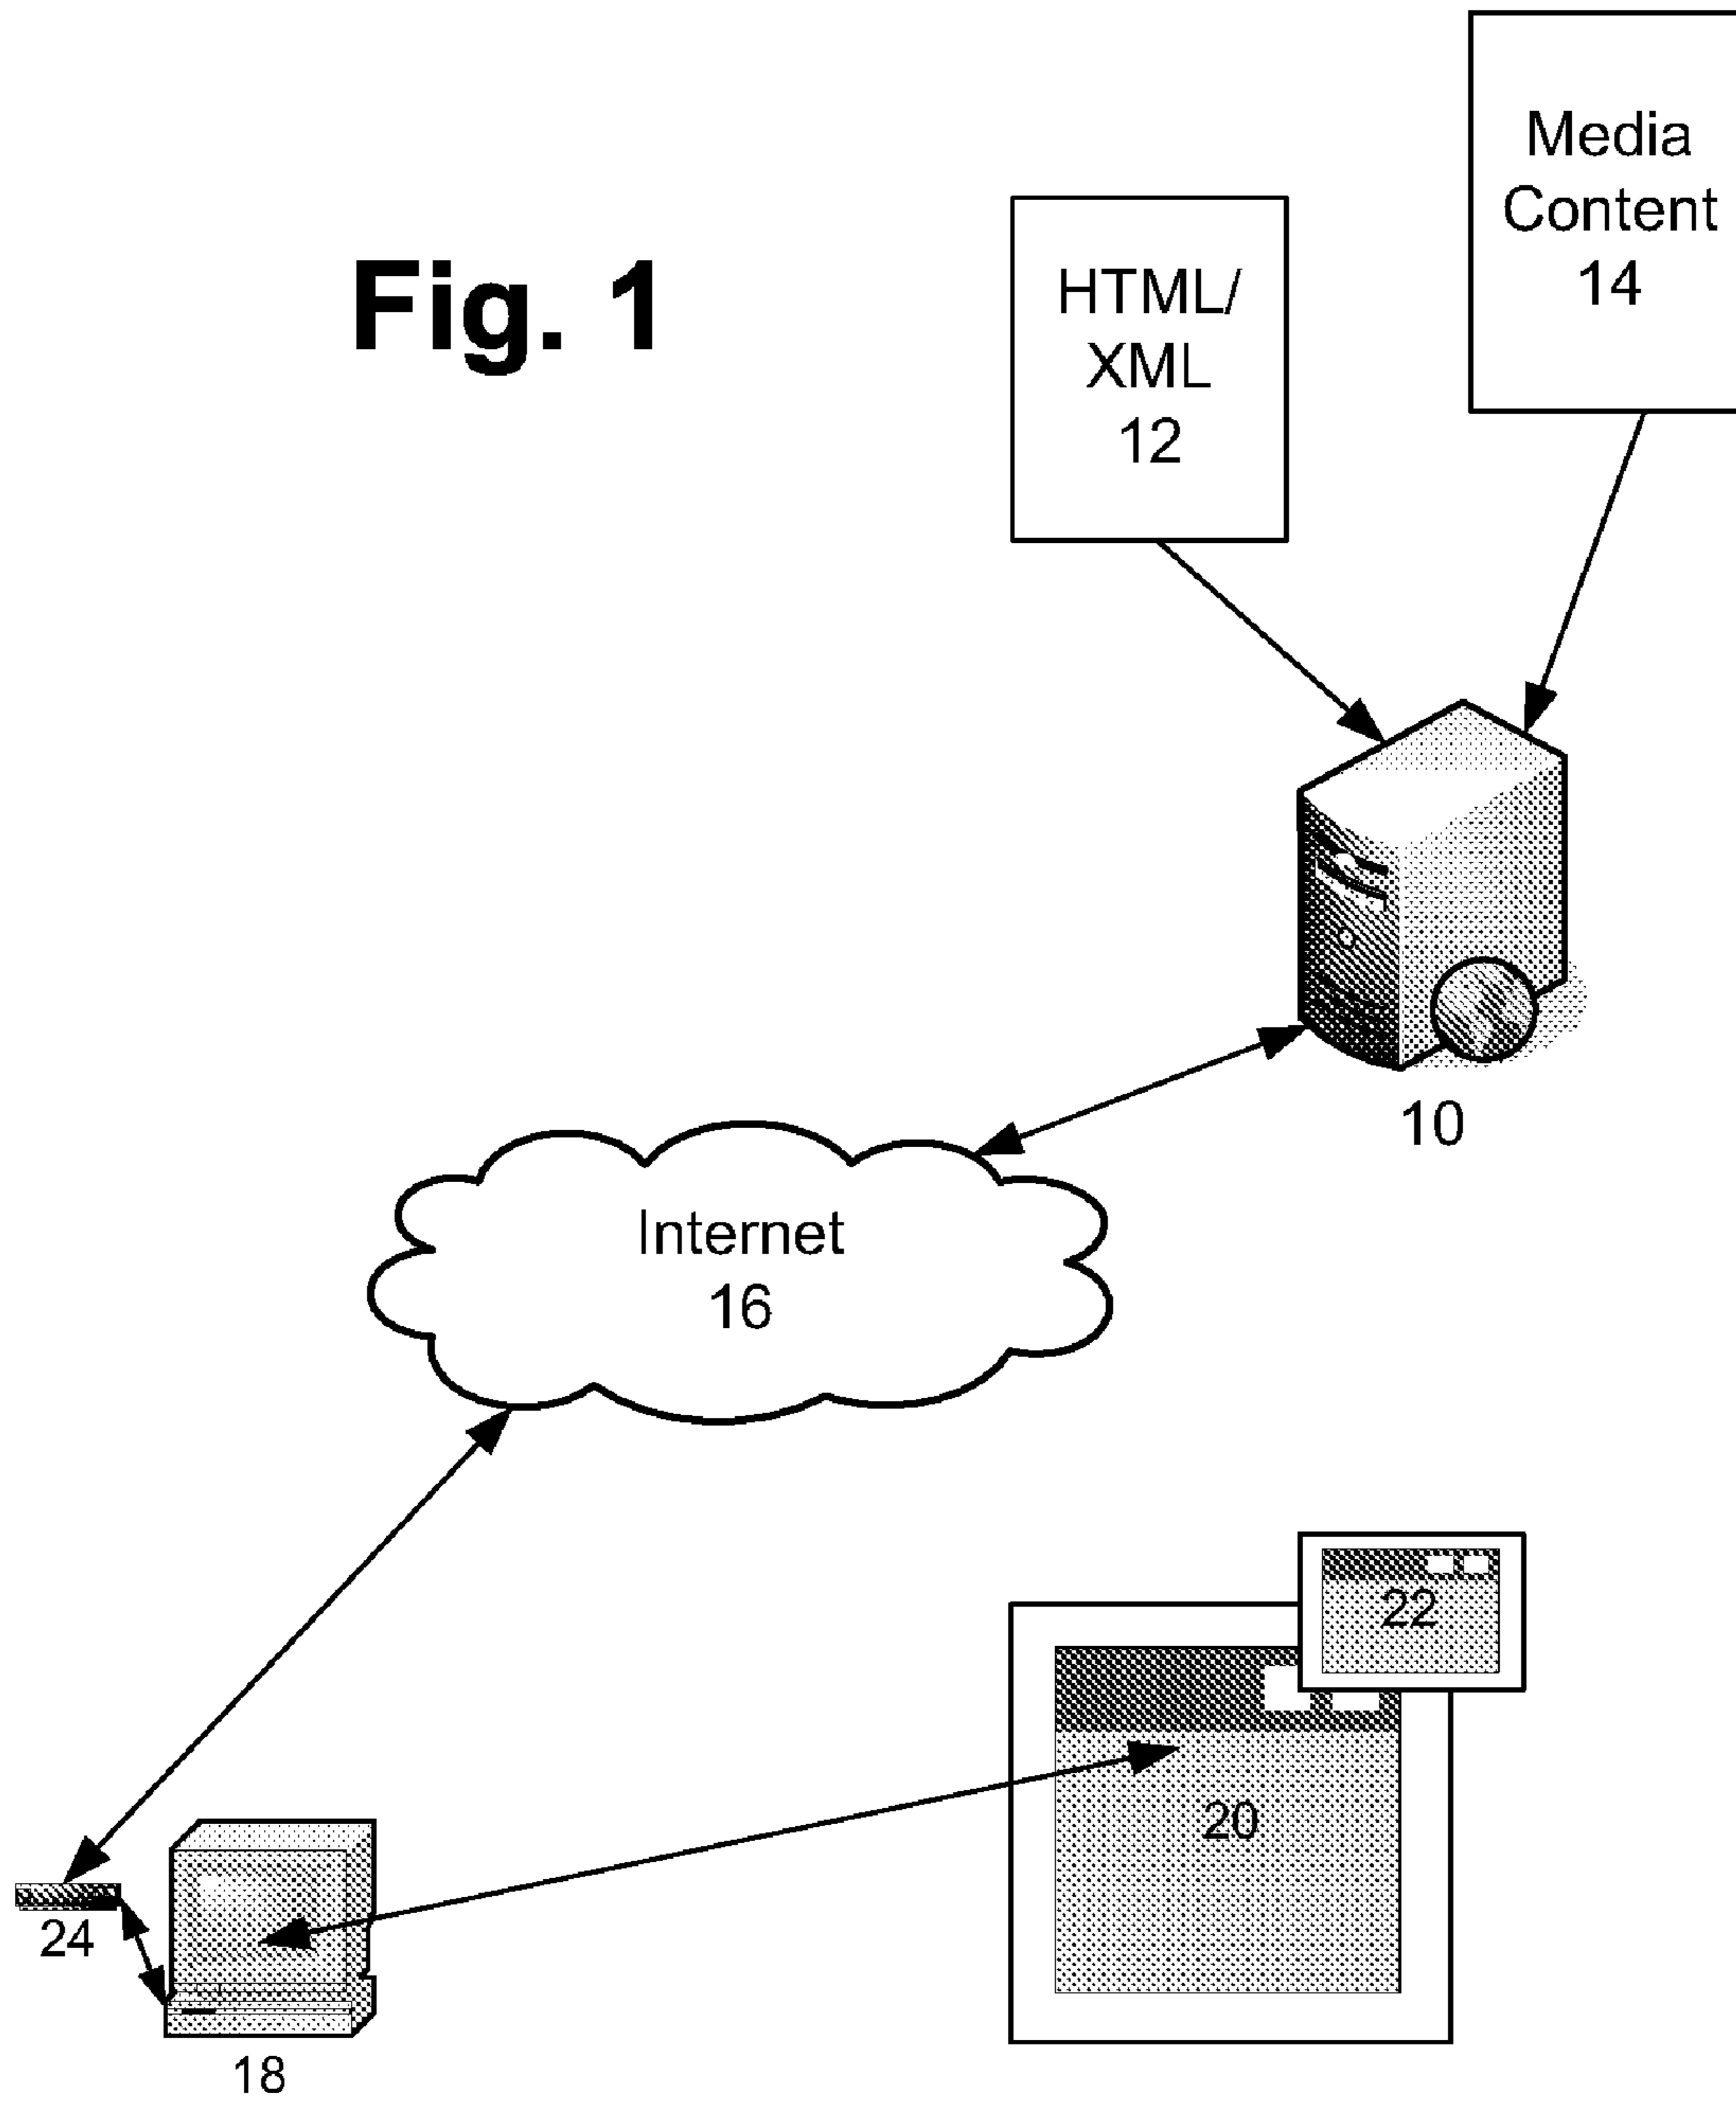 Media
Content
14
HTML/
XML
12
Fig. 1
10
Internet
16
22
20
24
18